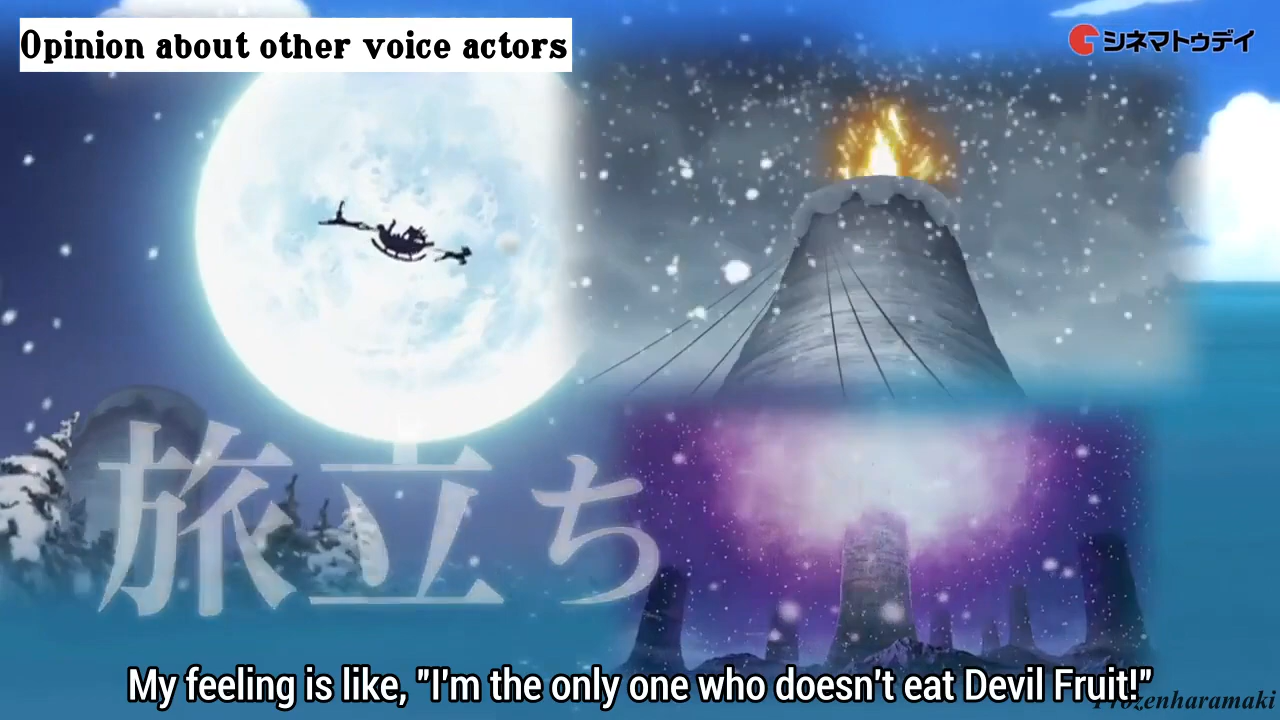 Opinion about other voice actors
シネマトゥデイ
旅立ち
My feeling is like, "I'm the only one who doesn't eat Devil Fruit!"
Frozenharamaki